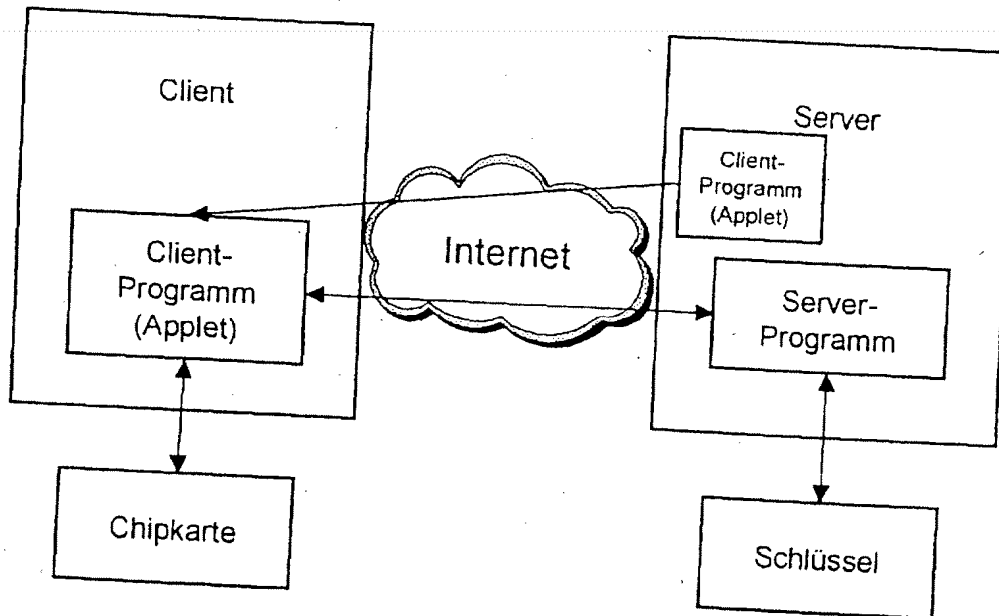 Client
Server
Client-
Programm
(Applet)
Internet
Client-
Programm
(Applet)
Server-
Programm
Chipkarte
Schlüssel